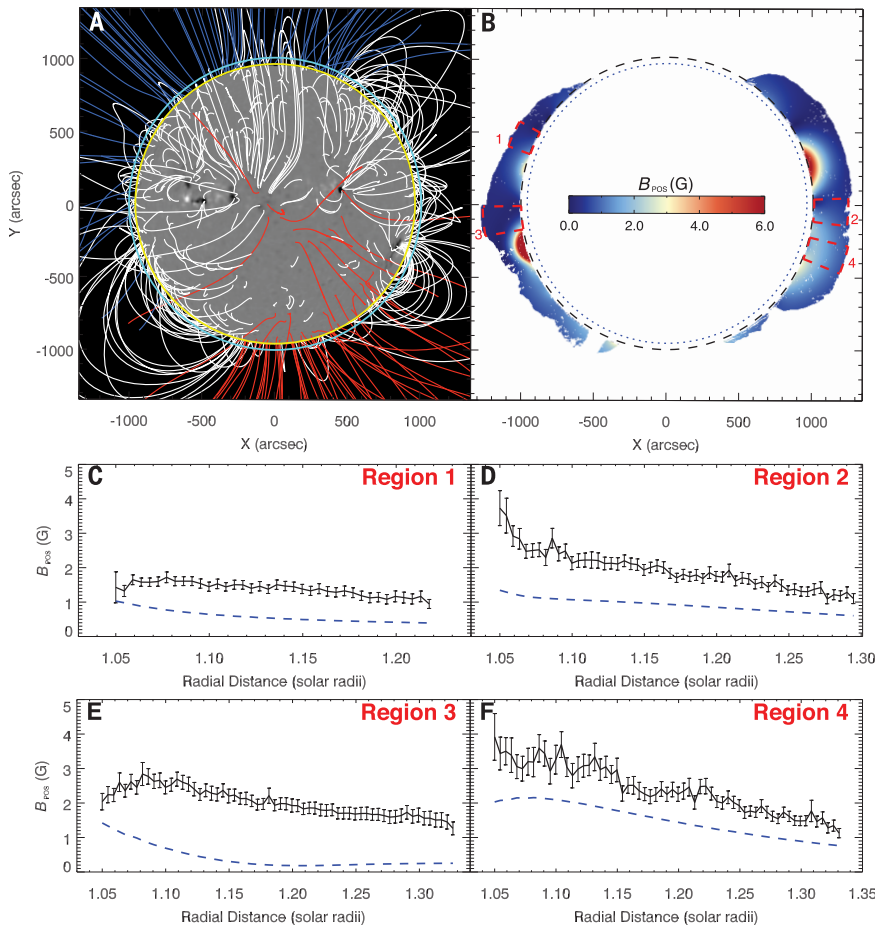 A
1000
500
0
-500
-1000
Y (arcsec)
-1000 -500 0 500 1000
X (arcsec)
B
1
2
3
4
B POS (G)
0.0 2.0 4.0 6.0
-1000 -500 0 500 1000
X (arcsec)
C Region 1
5
4
3
2
1
0
B POS (G)
1.05 1.10 1.15 1.20
Radial Distance (solar radii)
D Region 2
1.05 1.10 1.15 1.20 1.25 1.30
Radial Distance (solar radii)
E Region 3
5
4
3
2
1
0
B POS (G)
1.05 1.10 1.15 1.20 1.25 1.30
Radial Distance (solar radii)
F Region 4
1.05 1.10 1.15 1.20 1.25 1.30 1.35
Radial Distance (solar radii)